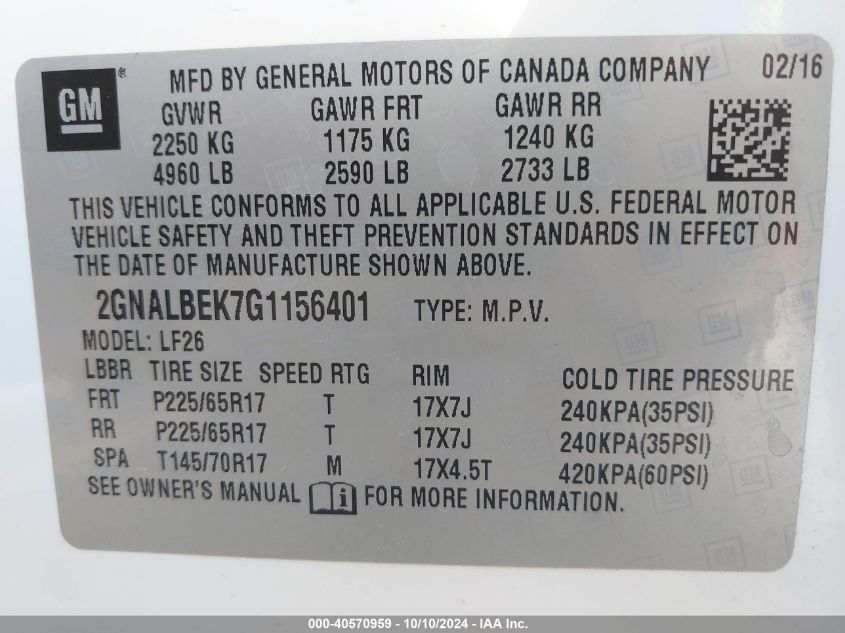 GM ® MFD BY GENERAL MOTORS OF CANADA COMPANY 02/16
GVWR GAWR FRT GAWR RR
2250 KG 1175 KG 1240 KG
4960 LB 2590 LB 2733 LB
THIS VEHICLE CONFORMS TO ALL APPLICABLE U.S. FEDERAL MOTOR
VEHICLE SAFETY AND THEFT PREVENTION STANDARDS IN EFFECT ON
THE DATE OF MANUFACTURE SHOWN ABOVE.
2GNALBEK7G1156401 TYPE: M.P.V.
MODEL: LF26
LBBR TIRE SIZE SPEED RTG RIM COLD TIRE PRESSURE
FRT P225/65R17 T 17X7J 240KPA(35PSI)
RR P225/65R17 T 17X7J 240KPA(35PSI)
SPA T145/70R17 M 17X4.5T 420KPA(60PSI)
SEE OWNER'S MANUAL i FOR MORE INFORMATION.
000-40570959 - 10/10/2024 - IAA Inc.